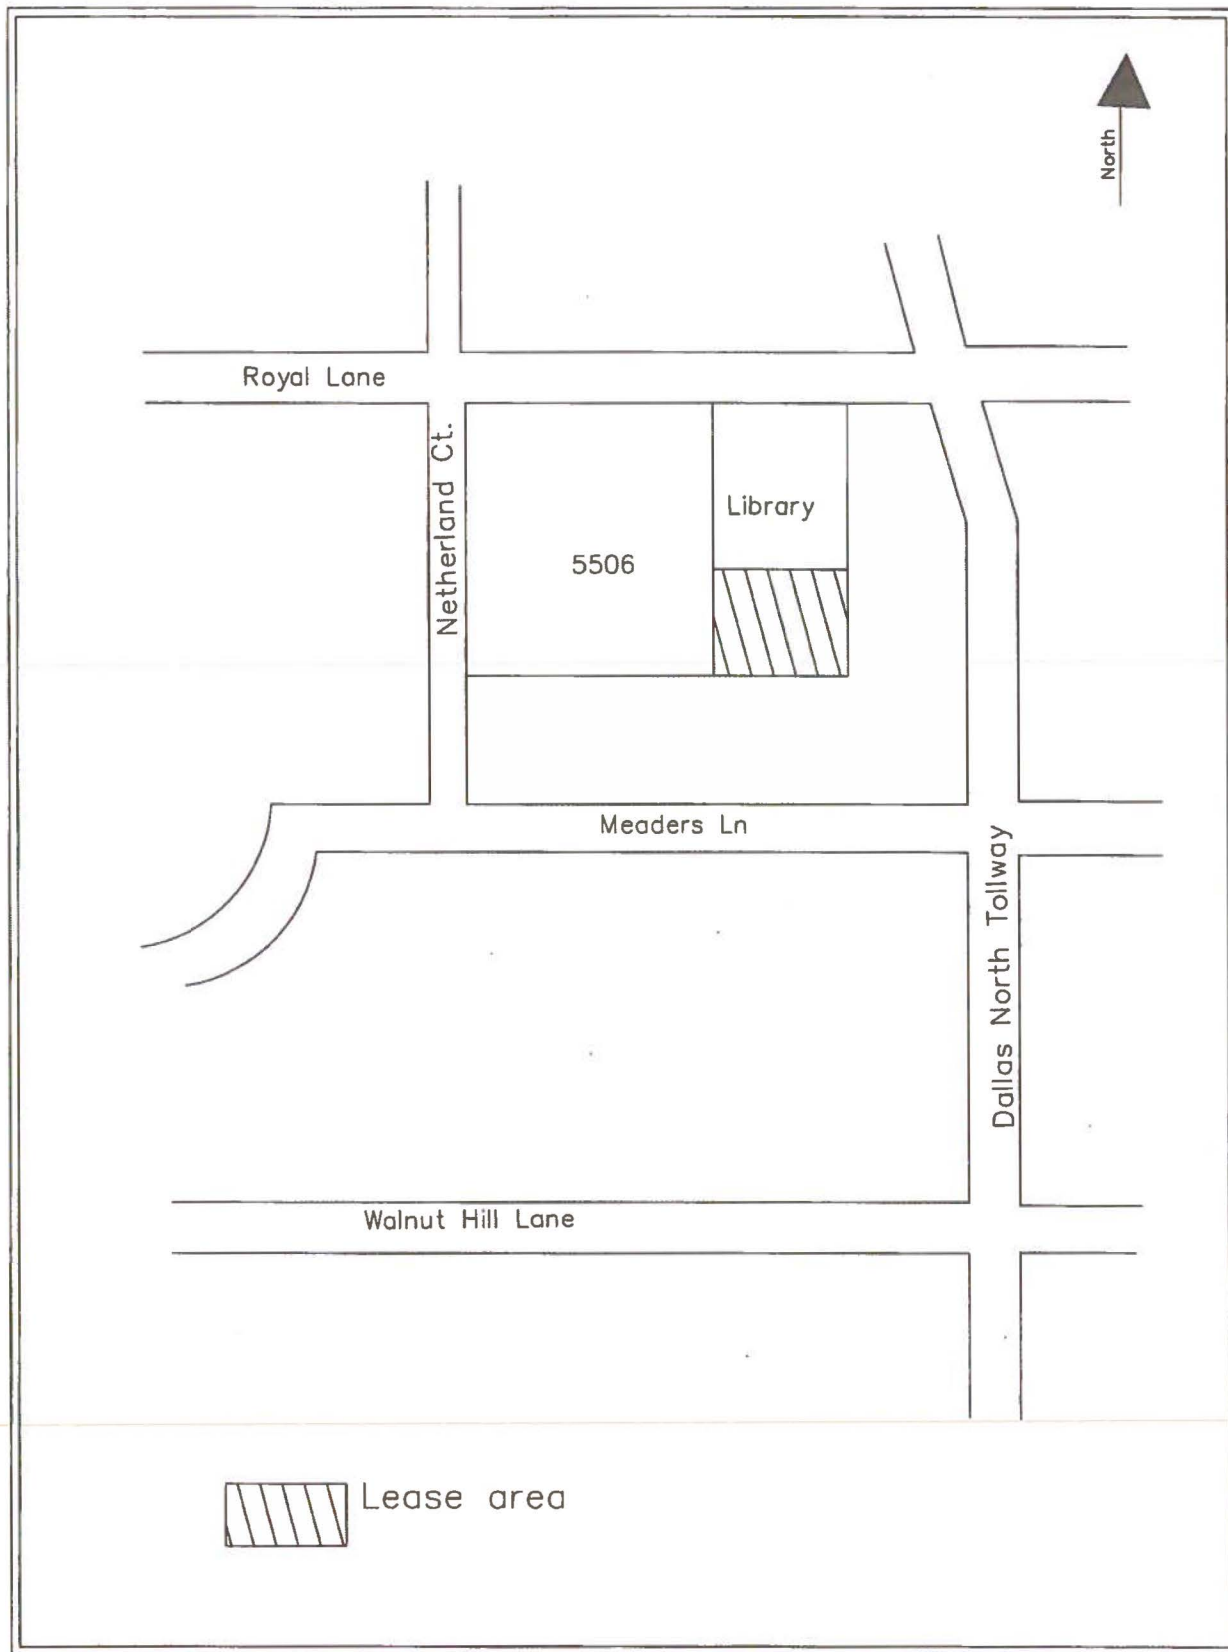 North
Royal Lane
Netherland Ct.
Library
5506
Meaders Ln
Dallas North Tollway
Walnut Hill Lane
Lease area